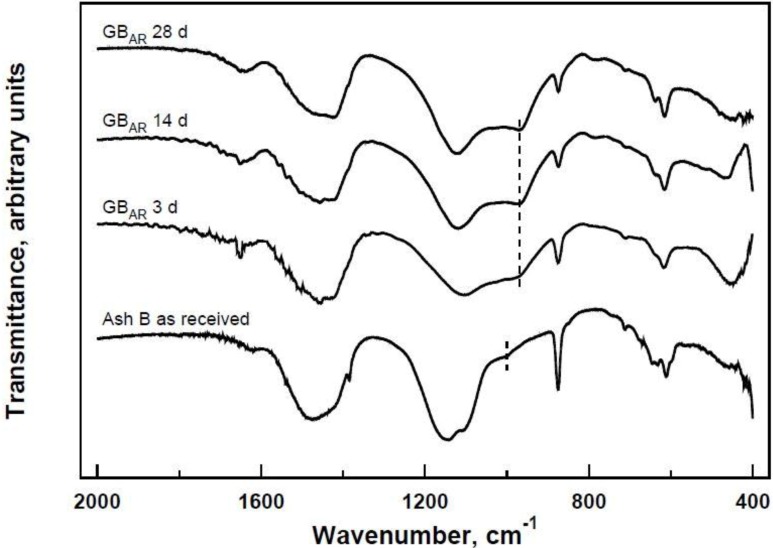 Transmittance, arbitrary units
GB_AR 28 d
GB_AR 14 d
GB_AR 3 d
Ash B as received
2000 1600 1200 800 400
Wavenumber, cm⁻¹